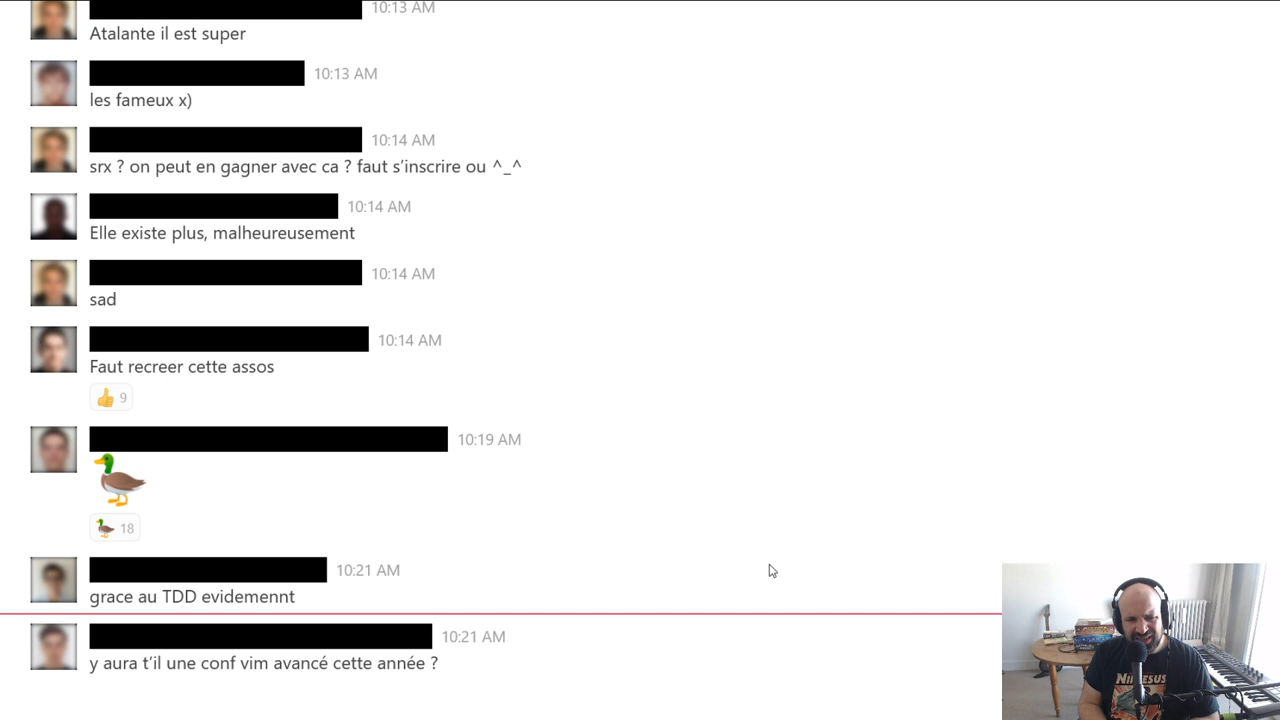 10:13 AM
Atalante il est super
10:13 AM
les fameux x)
10:14 AM
srx ? on peut en gagner avec ca ? faut s’inscrire ou ^_^
10:14 AM
Elle existe plus, malheureusement
10:14 AM
sad
10:14 AM
Faut recreer cette assos
9
10:19 AM
18
10:21 AM
grace au TDD evidemennt
10:21 AM
y aura t’il une conf vim avancé cette année ?